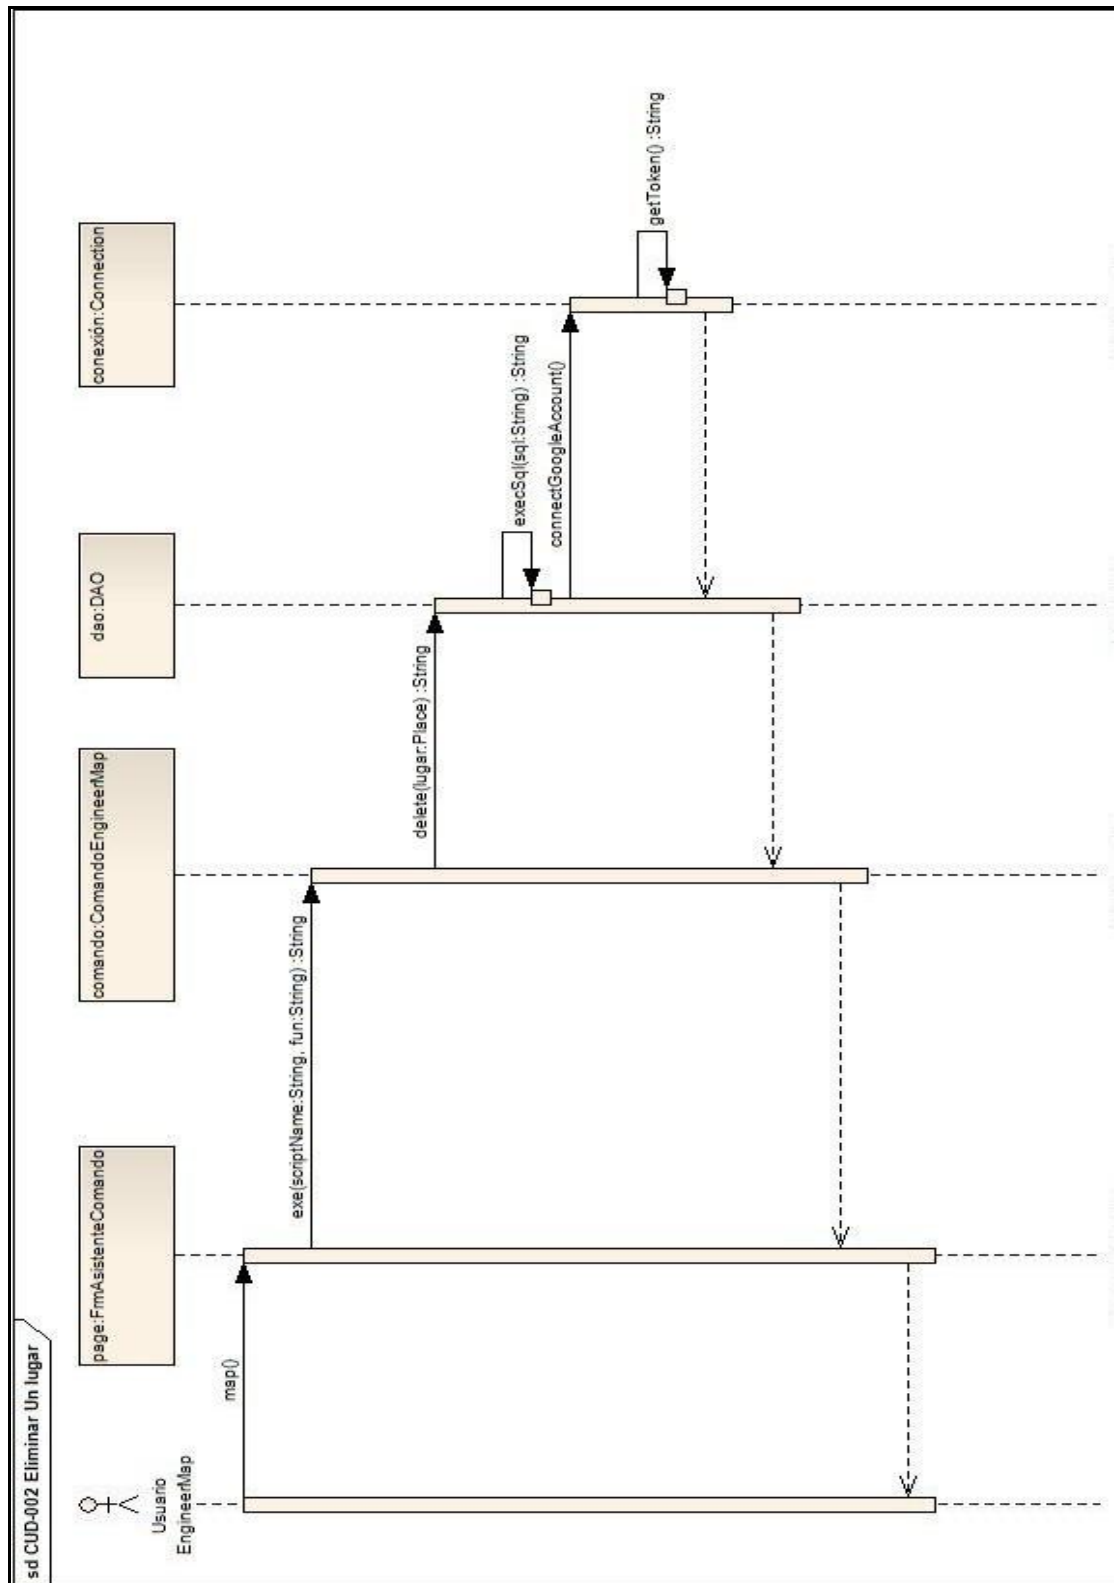 sd CUD-002 Eliminar Un lugar
Usuario
EngineerMap
page:FrmAsistenteComando
comando:ComandoEngineerMap
dao:DAO
conexión:Connection
map()
exe(scriptName:String, fun:String) :String
delete(lugar:Place) :String
execSql(sql:String) :String
connectGoogleAccount()
getToken() :String